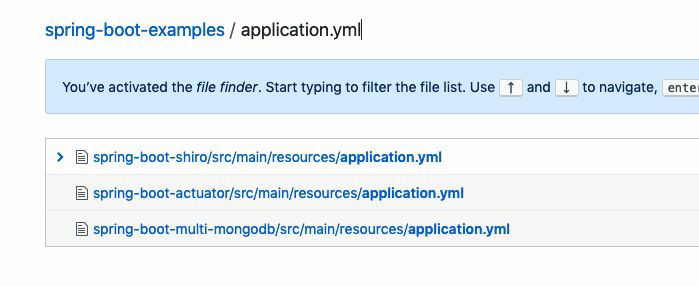 spring-boot-examples / application.yml
You've activated the file finder. Start typing to filter the file list. Use ↑ and ↓ to navigate, enter
spring-boot-shiro/src/main/resources/application.yml
spring-boot-actuator/src/main/resources/application.yml
spring-boot-multi-mongodb/src/main/resources/application.yml